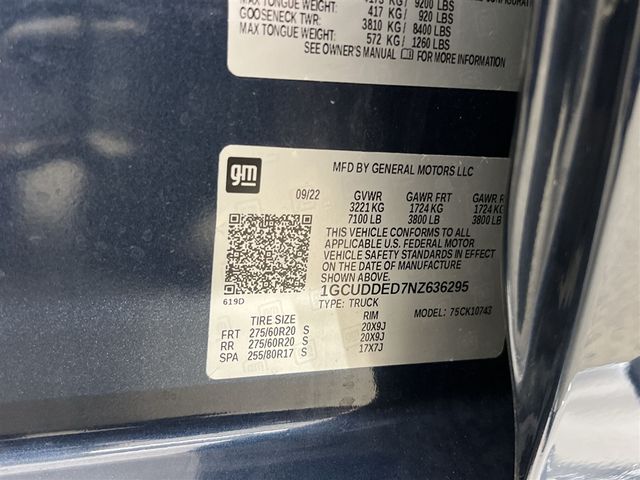 4173 KG/ 9200 LBS
MAX TONGUE WEIGHT: 417 KG/ 920 LBS
GOOSENECK TWR: 3810 KG/ 8400 LBS
MAX TONGUE WEIGHT: 572 KG/ 1260 LBS
SEE OWNER'S MANUAL FOR MORE INFORMATION
gm
MFD BY GENERAL MOTORS LLC
09/22 GVWR GAWR FRT GAWR R
3221 KG 1724 KG 1724 K
7100 LB 3800 LB 3800 L
THIS VEHICLE CONFORMS TO ALL
APPLICABLE U.S. FEDERAL MOTOR
VEHICLE SAFETY STANDARDS IN EFFECT
ON THE DATE OF MANUFACTURE
SHOWN ABOVE.
1GCUDDED7NZ636295
619D
TYPE: TRUCK MODEL: 75CK10743
TIRE SIZE RIM
FRT 275/60R20 S 20X9J
RR 275/60R20 S 20X9J
SPA 255/80R17 S 17X7J